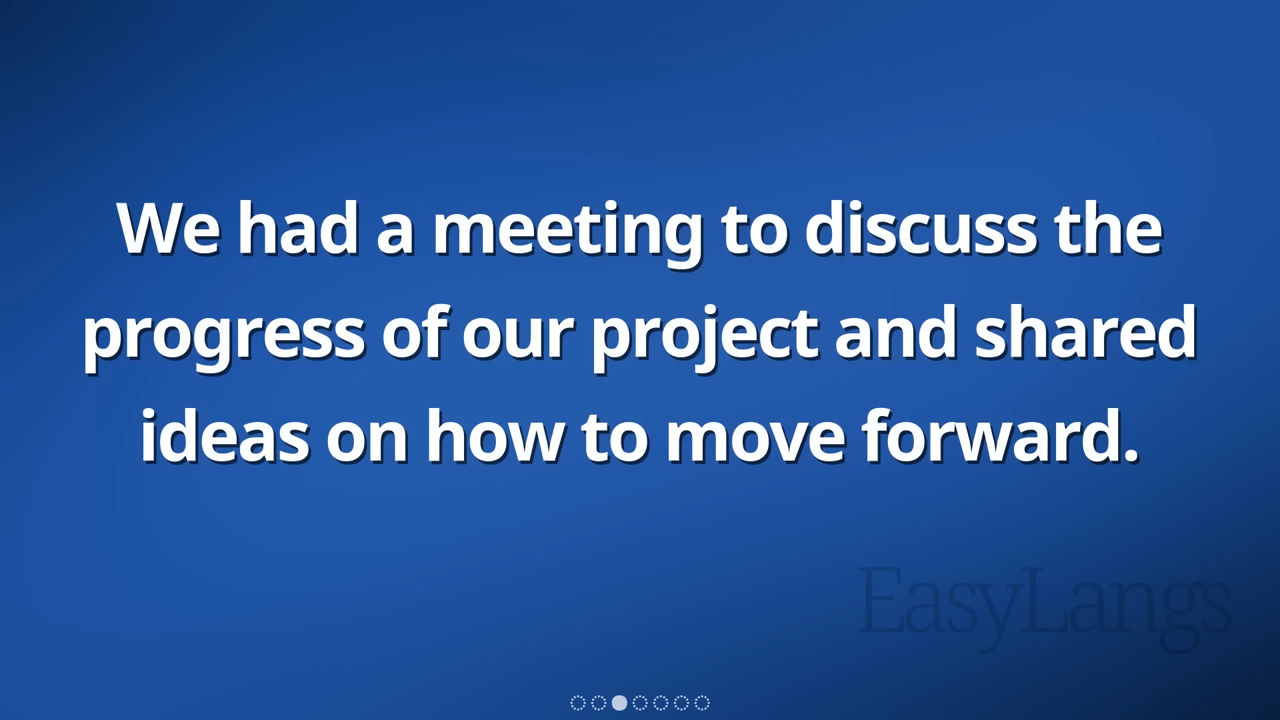 We had a meeting to discuss the
progress of our project and shared
ideas on how to move forward.
EasyLangs